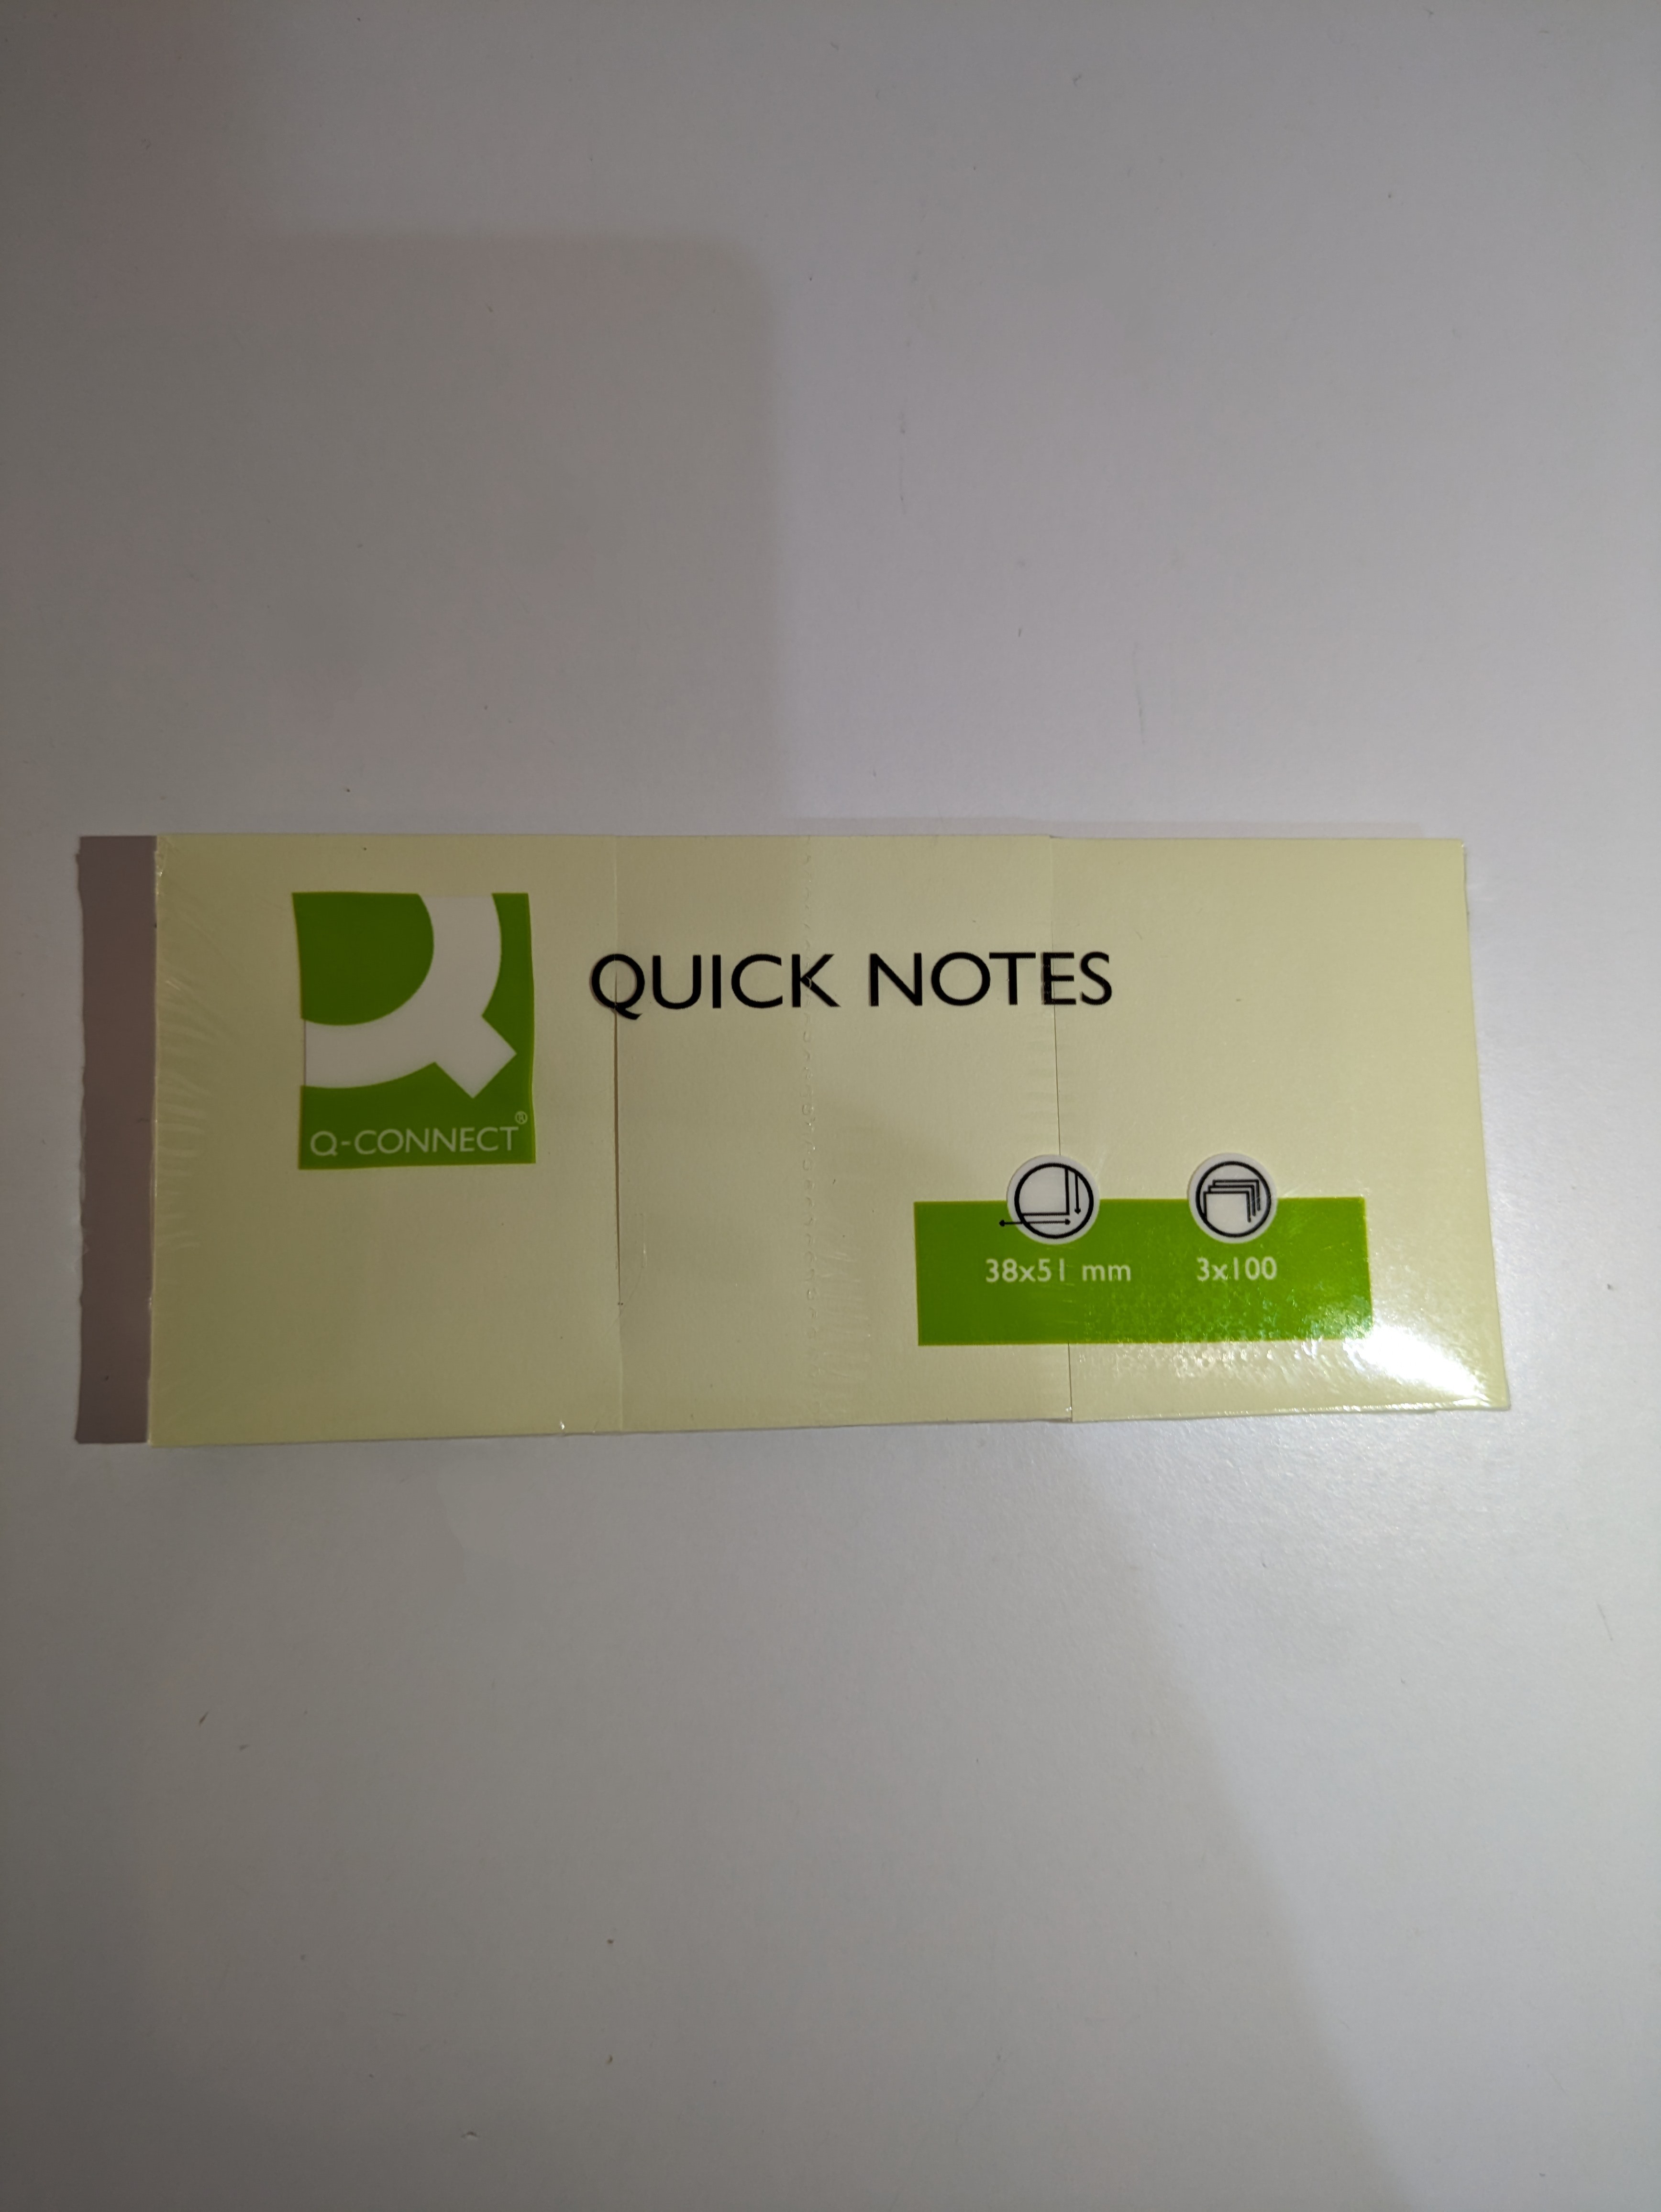 QUICK NOTES
Q-CONNECT®
38x51 mm
3x100